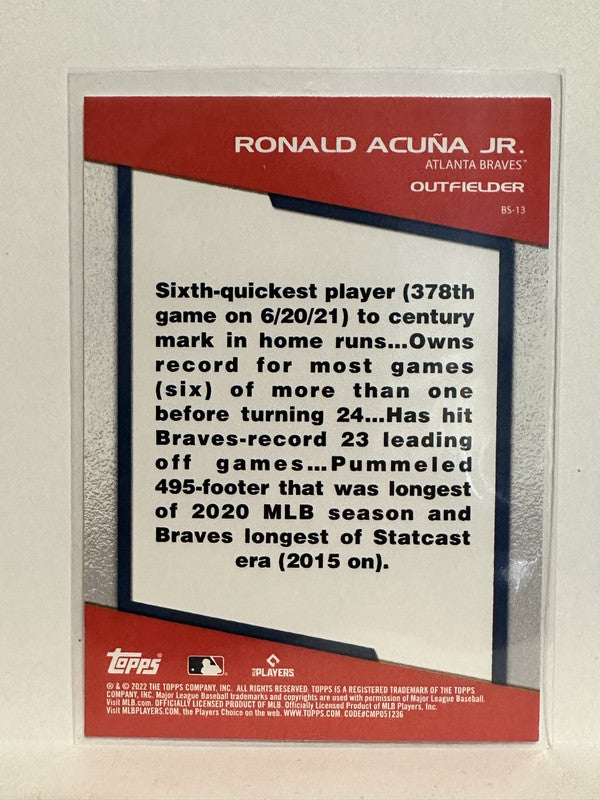 RONALD ACUÑA JR.
ATLANTA BRAVES™
OUTFIELDER
BS-13
Sixth-quickest player (378th
game on 6/20/21) to century
mark in home runs...Owns
record for most games
(six) of more than one
before turning 24...Has hit
Braves-record 23 leading
off games...Pummeled
495-footer that was longest
of 2020 MLB season and
Braves longest of Statcast
era (2015 on).
topps®
MLB PLAYERS
® & © 2022 THE TOPPS COMPANY, INC. ALL RIGHTS RESERVED. TOPPS IS A REGISTERED TRADEMARK OF THE TOPPS
COMPANY, INC. Major League Baseball trademarks and copyrights are used with permission of Major League Baseball.
Visit MLB.com. OFFICIALLY LICENSED PRODUCT OF MLB. Officially Licensed Product of MLB Players, Inc.
Visit MLBPLAYERS.com, the Players Choice on the web. WWW.TOPPS.COM. CODE#CMP051236